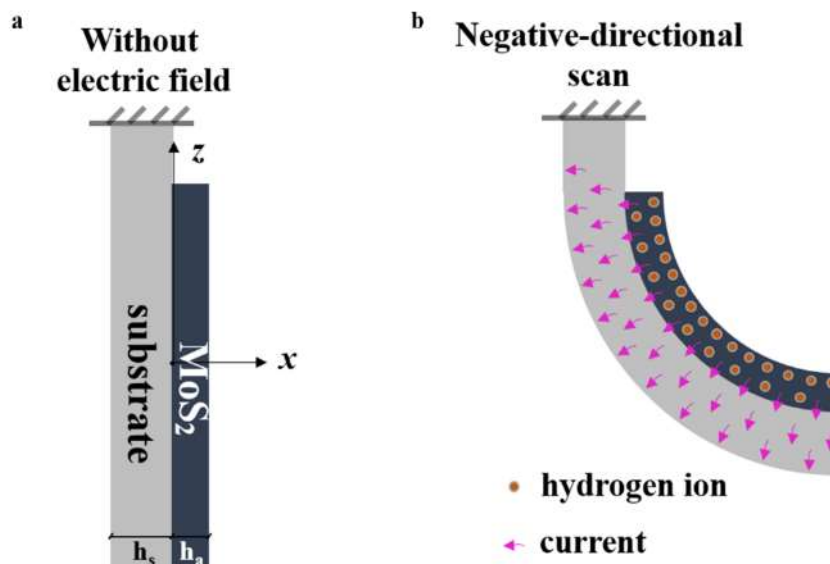 a
Without
electric field
z
x
substrate
MoS₂
hₛ
hₐ
b
Negative-directional
scan
hydrogen ion
current